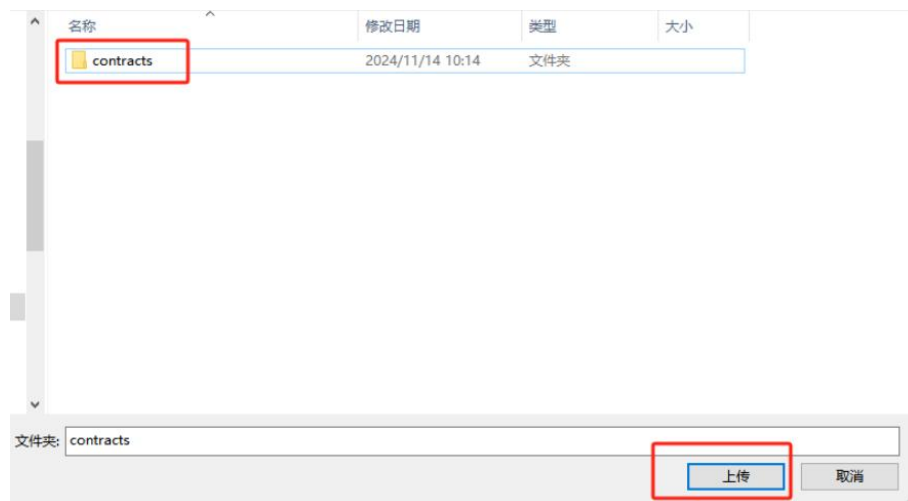 名称 修改日期 类型 大小
contracts 2024/11/14 10:14 文件夹
文件夹: contracts
上传 取消